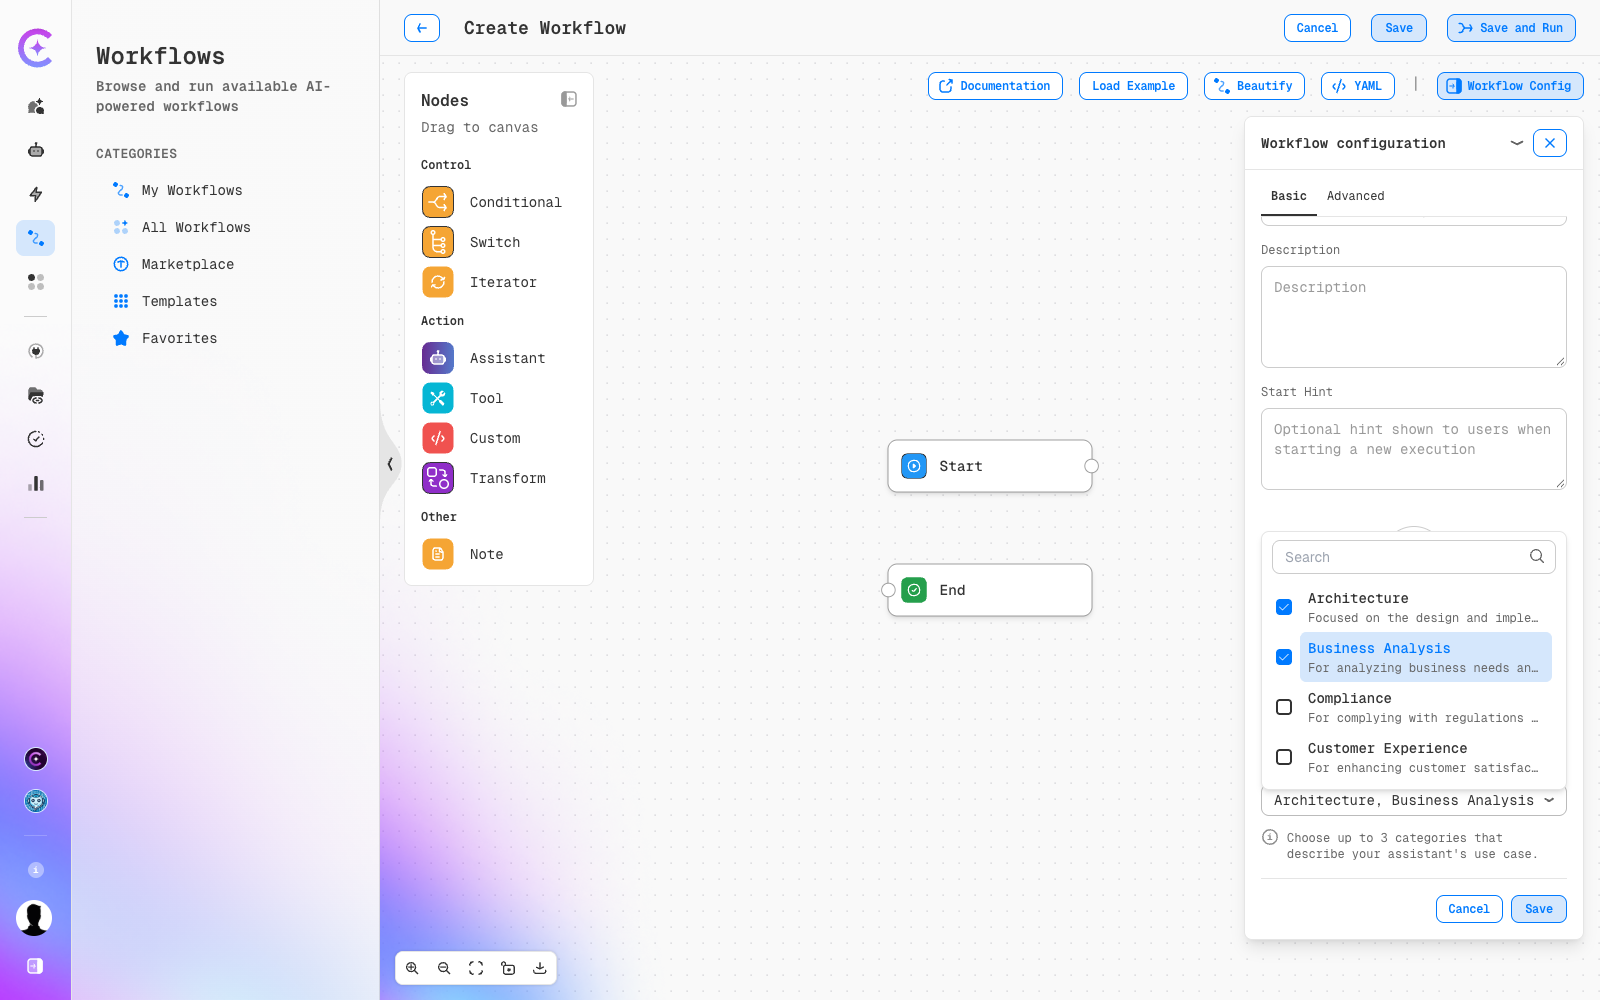 Workflows
Browse and run available AI-
powered workflows
CATEGORIES
My Workflows
All Workflows
Marketplace
Templates
Favorites
Create Workflow
Cancel
Save
Save and Run
Nodes
Drag to canvas
Control
Conditional
Switch
Iterator
Action
Assistant
Tool
Custom
Transform
Other
Note
Documentation
Load Example
Beautify
YAML
Workflow Config
Start
End
Workflow configuration
Basic
Advanced
Description
Description
Start Hint
Optional hint shown to users when
starting a new execution
Search
Architecture
Focused on the design and imple…
Business Analysis
For analyzing business needs an…
Compliance
For complying with regulations …
Customer Experience
For enhancing customer satisfac…
Architecture, Business Analysis
Choose up to 3 categories that
describe your assistant's use case.
Cancel
Save